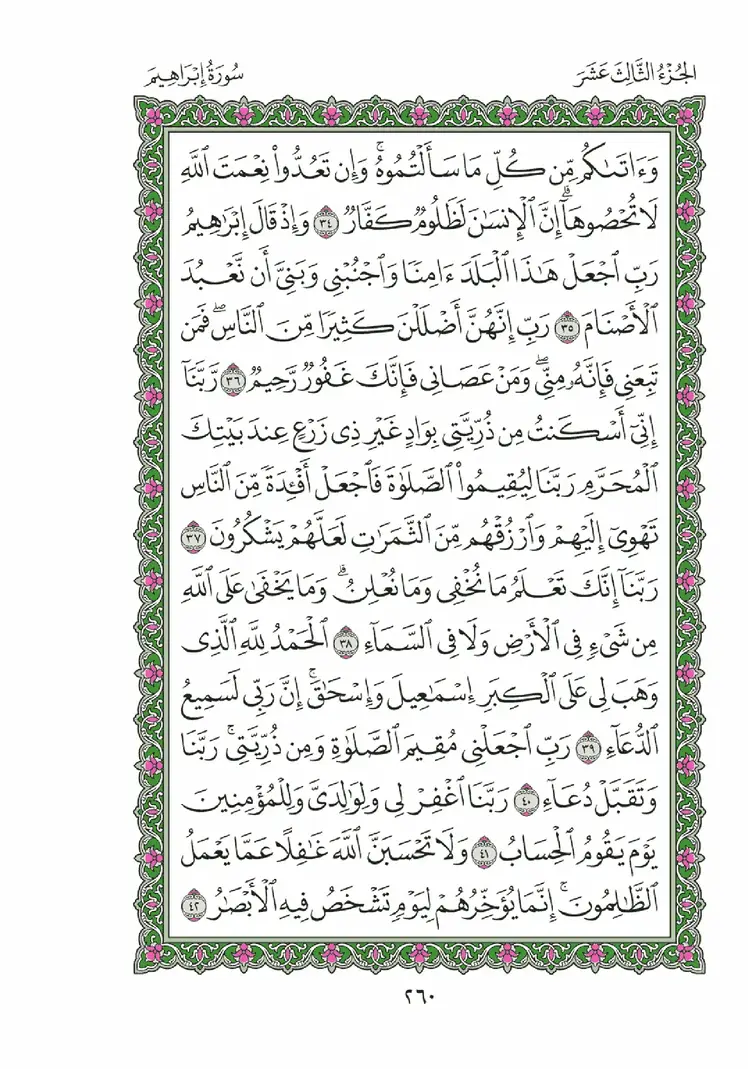 الجُزْءُ الثَّالِثَ عَشَرَ
سُورَةُ إِبْرَاهِيمَ
وَءَاتَىٰكُم مِّن كُلِّ مَا سَأَلْتُمُوهُۚ وَإِن تَعُدُّواْ نِعْمَتَ ٱللَّهِ
لَا تُحْصُوهَآۗ إِنَّ ٱلْإِنسَٰنَ لَظَلُومٌ كَفَّارٌ ۝٣٤ وَإِذْ قَالَ إِبْرَٰهِيمُ
رَبِّ ٱجْعَلْ هَٰذَا ٱلْبَلَدَ ءَامِنًا وَٱجْنُبْنِى وَبَنِىَّ أَن نَّعْبُدَ
ٱلْأَصْنَامَ ۝٣٥ رَبِّ إِنَّهُنَّ أَضْلَلْنَ كَثِيرًا مِّنَ ٱلنَّاسِۖ فَمَن
تَبِعَنِى فَإِنَّهُۥ مِنِّىۖ وَمَنْ عَصَانِى فَإِنَّكَ غَفُورٌ رَّحِيمٌ ۝٣٦ رَّبَّنَآ
إِنِّىٓ أَسْكَنتُ مِن ذُرِّيَّتِى بِوَادٍ غَيْرِ ذِى زَرْعٍ عِندَ بَيْتِكَ
ٱلْمُحَرَّمِ رَبَّنَا لِيُقِيمُواْ ٱلصَّلَوٰةَ فَٱجْعَلْ أَفْـِٔدَةً مِّنَ ٱلنَّاسِ
تَهْوِىٓ إِلَيْهِمْ وَٱرْزُقْهُم مِّنَ ٱلثَّمَرَٰتِ لَعَلَّهُمْ يَشْكُرُونَ ۝٣٧
رَبَّنَآ إِنَّكَ تَعْلَمُ مَا نُخْفِى وَمَا نُعْلِنُۗ وَمَا يَخْفَىٰ عَلَى ٱللَّهِ
مِن شَىْءٍ فِى ٱلْأَرْضِ وَلَا فِى ٱلسَّمَآءِ ۝٣٨ ٱلْحَمْدُ لِلَّهِ ٱلَّذِى
وَهَبَ لِى عَلَى ٱلْكِبَرِ إِسْمَٰعِيلَ وَإِسْحَٰقَۚ إِنَّ رَبِّى لَسَمِيعُ
ٱلدُّعَآءِ ۝٣٩ رَبِّ ٱجْعَلْنِى مُقِيمَ ٱلصَّلَوٰةِ وَمِن ذُرِّيَّتِىۚ رَبَّنَا
وَتَقَبَّلْ دُعَآءِ ۝٤٠ رَبَّنَا ٱغْفِرْ لِى وَلِوَٰلِدَىَّ وَلِلْمُؤْمِنِينَ
يَوْمَ يَقُومُ ٱلْحِسَابُ ۝٤١ وَلَا تَحْسَبَنَّ ٱللَّهَ غَٰفِلًا عَمَّا يَعْمَلُ
ٱلظَّٰلِمُونَۚ إِنَّمَا يُؤَخِّرُهُمْ لِيَوْمٍ تَشْخَصُ فِيهِ ٱلْأَبْصَٰرُ ۝٤٢
٢٦٠